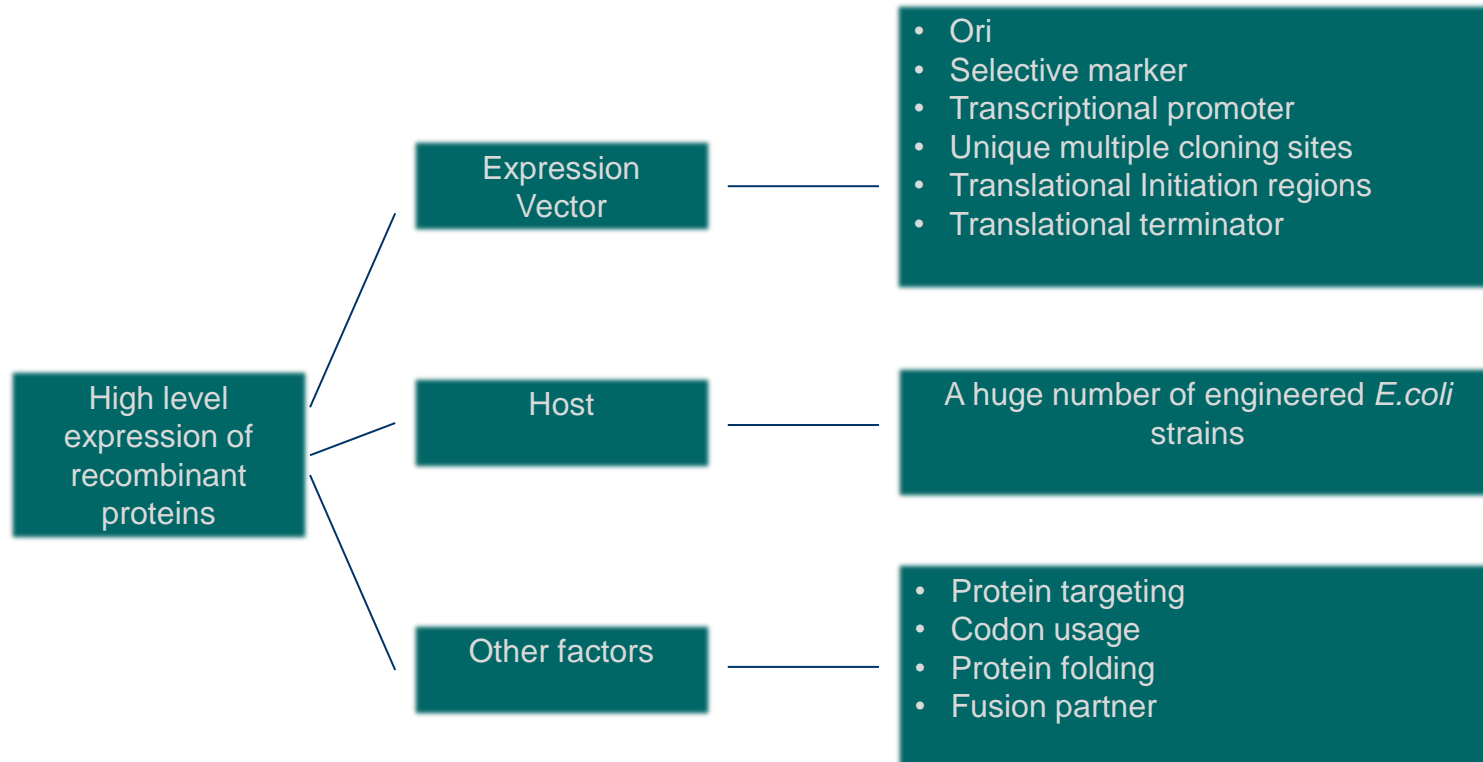 • Ori
• Selective marker
• Transcriptional promoter
• Unique multiple cloning sites
• Translational Initiation regions
• Translational terminator
Expression
Vector
High level
expression of
recombinant
proteins
Host
A huge number of engineered E.coli
strains
Other factors
• Protein targeting
• Codon usage
• Protein folding
• Fusion partner